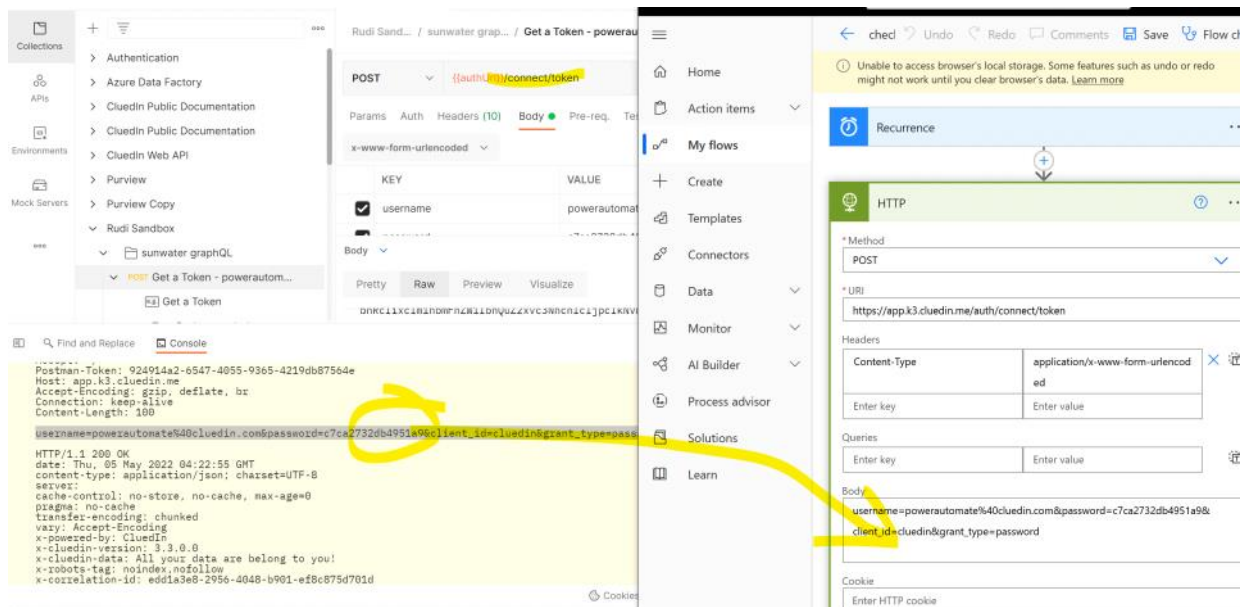 Collections
APIs
Environments
Mock Servers
Authentication
Azure Data Factory
CluedIn Public Documentation
CluedIn Public Documentation
CluedIn Web API
Purview
Purview Copy
Rudi Sandbox
sunwater graphQL
POST Get a Token - powerautom...
Get a Token
Rudi Sand... / sunwater grap... / Get a Token - powerau
POST {{authUrl}}/connect/token
Params Auth Headers (10) Body Pre-req. Tes
x-www-form-urlencoded
KEY VALUE
username powerautomat
Body
Pretty Raw Preview Visualize
Find and Replace Console
Postman-Token: 924914a2-6547-4055-9365-4219db87564e
Host: app.k3.cluedin.me
Accept-Encoding: gzip, deflate, br
Connection: keep-alive
Content-Length: 100
username=powerautomate%40cluedin.com&password=c7ca2732db4951a9&client_id=cluedin&grant_type=pass
HTTP/1.1 200 OK
date: Thu, 05 May 2022 04:22:55 GMT
content-type: application/json; charset=UTF-8
server:
cache-control: no-store, no-cache, max-age=0
pragma: no-cache
transfer-encoding: chunked
vary: Accept-Encoding
x-powered-by: CluedIn
x-cluedin-version: 3.3.0.0
x-cluedin-data: All your data are belong to you!
x-robots-tag: noindex,nofollow
x-correlation-id: edd1a3e8-2956-4048-b901-ef8c875d701d
Cookies
Home
Action items
My flows
Create
Templates
Connectors
Data
Monitor
AI Builder
Process advisor
Solutions
Learn
checl Undo Redo Comments Save Flow ch
Unable to access browser's local storage. Some features such as undo or redo
might not work until you clear browser's data. Learn more
Recurrence
HTTP
* Method
POST
* URI
https://app.k3.cluedin.me/auth/connect/token
Headers
Content-Type application/x-www-form-urlencod
ed
Enter key Enter value
Queries
Enter key Enter value
Body
username=powerautomate%40cluedin.com&password=c7ca2732db4951a9&
client_id=cluedin&grant_type=password
Cookie
Enter HTTP cookie